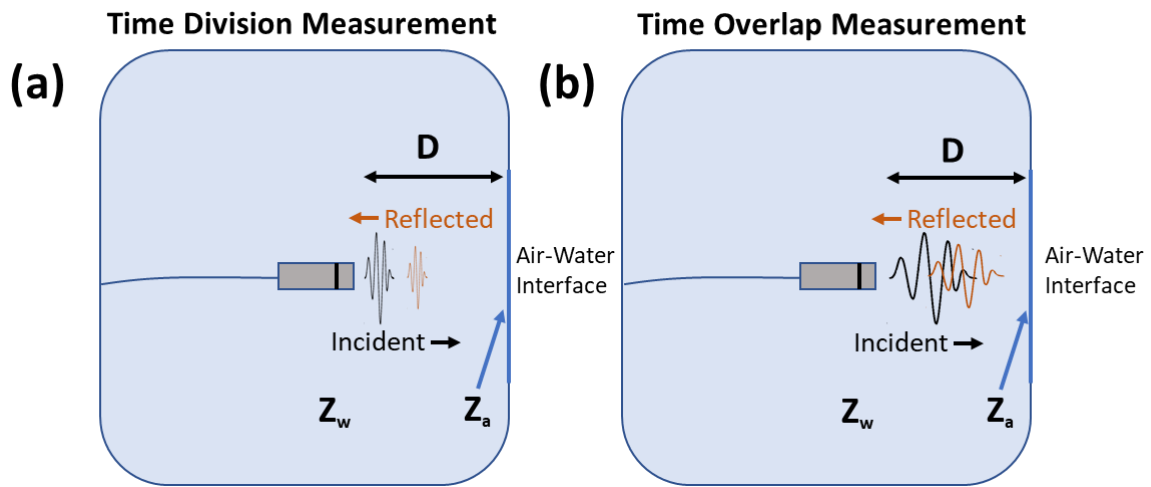 Time Division Measurement
(a)
D
Reflected
Air-Water
Interface
Incident
Zw
Za
Time Overlap Measurement
(b)
D
Reflected
Air-Water
Interface
Incident
Zw
Za